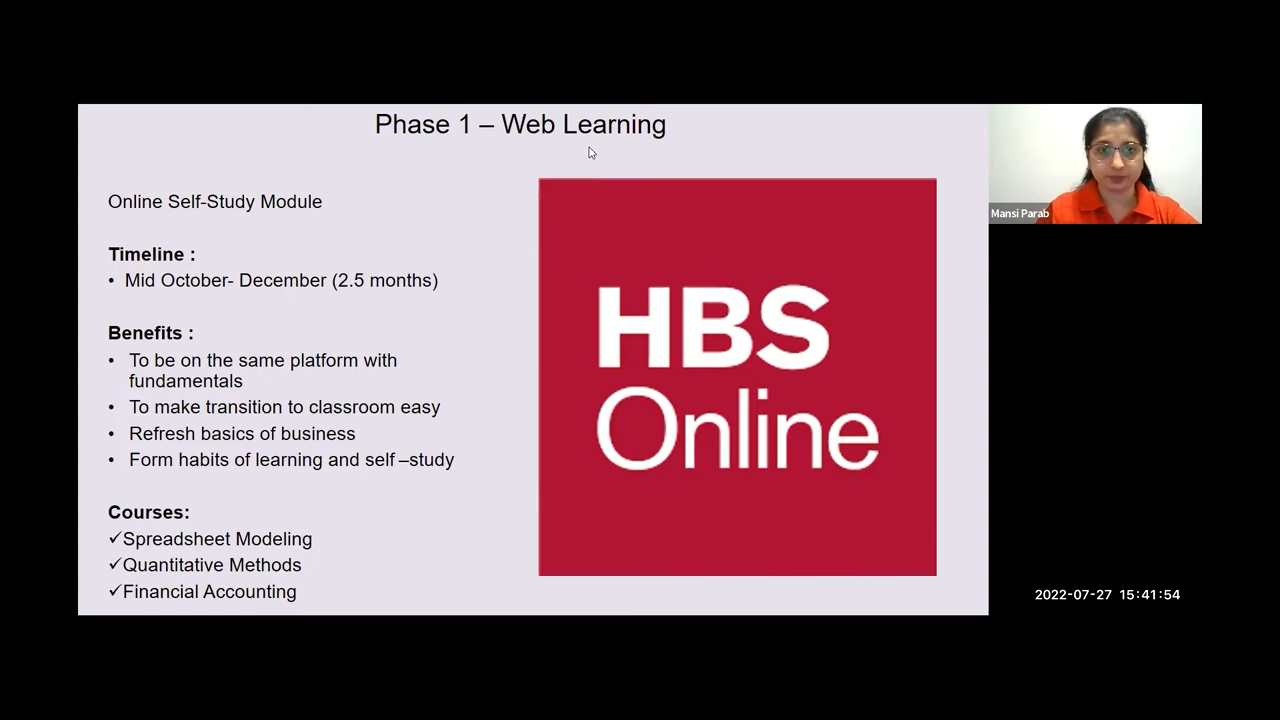 Phase 1 – Web Learning
Online Self-Study Module
Timeline :
• Mid October- December (2.5 months)
Benefits :
• To be on the same platform with
fundamentals
• To make transition to classroom easy
• Refresh basics of business
• Form habits of learning and self –study
Courses:
✓Spreadsheet Modeling
✓Quantitative Methods
✓Financial Accounting
HBS
Online
Mansi Parab
2022-07-27 15:41:54